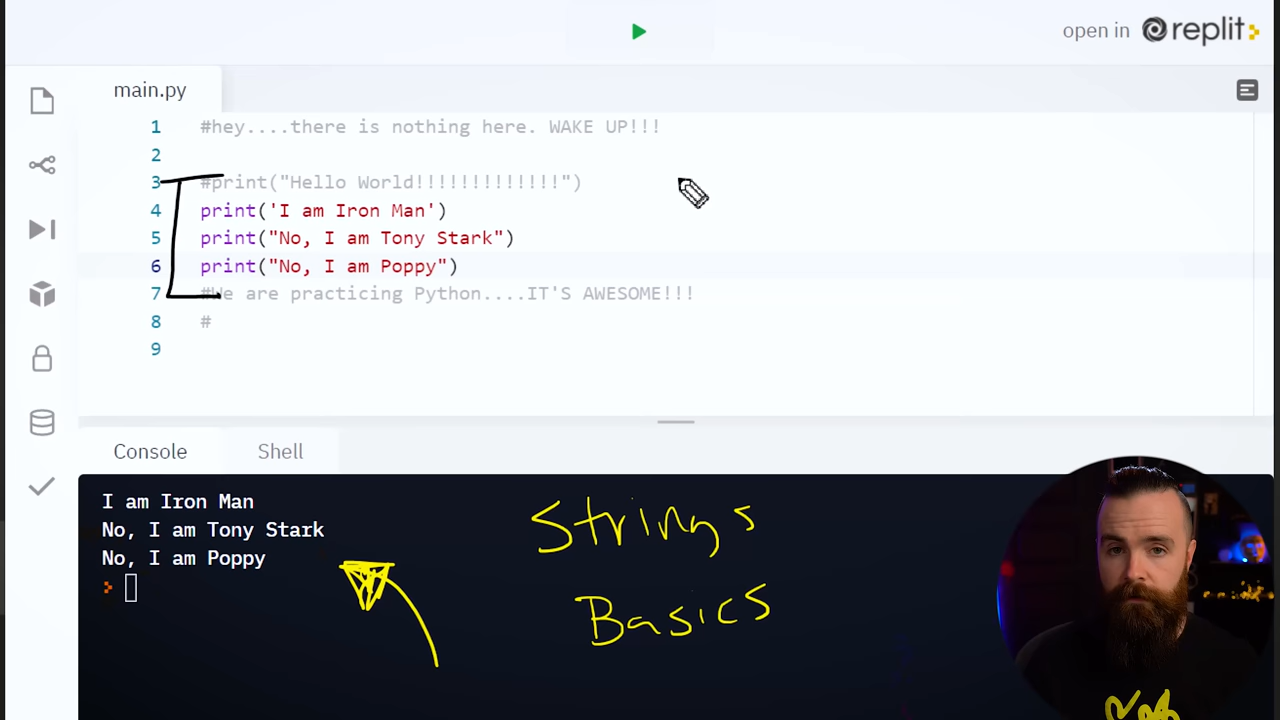 open in replit
main.py
1 #hey....there is nothing here. WAKE UP!!!
2
3 #print("Hello World!!!!!!!!!!!!!")
4 print('I am Iron Man')
5 print("No, I am Tony Stark")
6 print("No, I am Poppy")
7 #We are practicing Python....IT'S AWESOME!!!
8 #
9
Console Shell
I am Iron Man
No, I am Tony Stark
No, I am Poppy
Strings
Basics